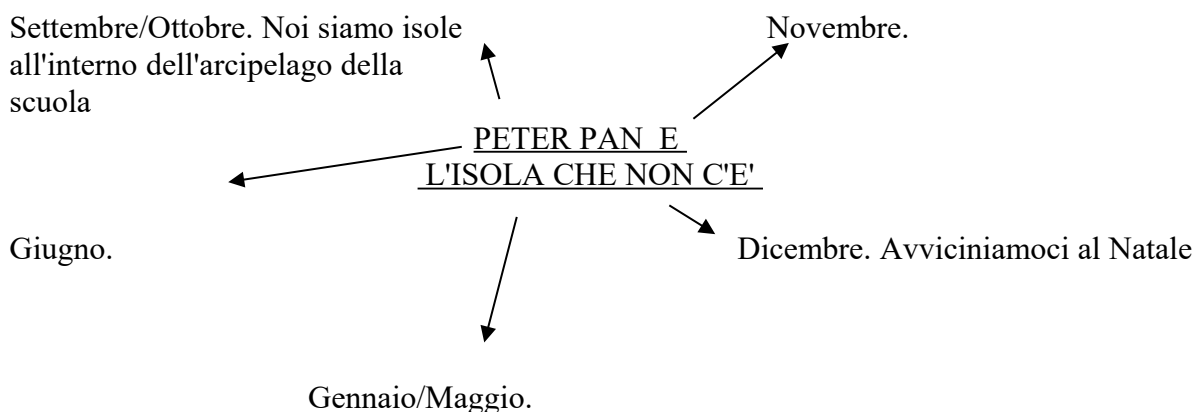 Settembre/Ottobre. Noi siamo isole
all'interno dell'arcipelago della
scuola
Novembre.
PETER PAN E
L'ISOLA CHE NON C'E'
Giugno.
Dicembre. Avviciniamoci al Natale
Gennaio/Maggio.